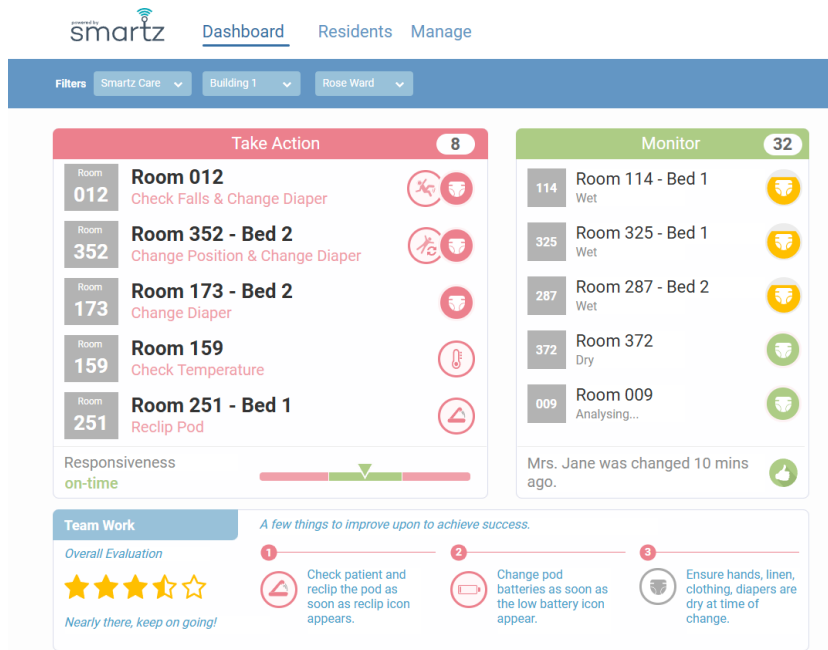 powered by
smartz
Dashboard
Residents
Manage
Filters
Smartz Care
Building 1
Rose Ward
Take Action
8
Room
012
Room 012
Check Falls & Change Diaper
Room
352
Room 352 - Bed 2
Change Position & Change Diaper
Room
173
Room 173 - Bed 2
Change Diaper
Room
159
Room 159
Check Temperature
Room
251
Room 251 - Bed 1
Reclip Pod
Responsiveness
on-time
Monitor
32
114
Room 114 - Bed 1
Wet
325
Room 325 - Bed 1
Wet
287
Room 287 - Bed 2
Wet
372
Room 372
Dry
009
Room 009
Analysing...
Mrs. Jane was changed 10 mins
ago.
Team Work
Overall Evaluation
Nearly there, keep on going!
A few things to improve upon to achieve success.
1
Check patient and
reclip the pod as
soon as reclip icon
appears.
2
Change pod
batteries as soon as
the low battery icon
appear.
3
Ensure hands, linen,
clothing, diapers are
dry at time of
change.